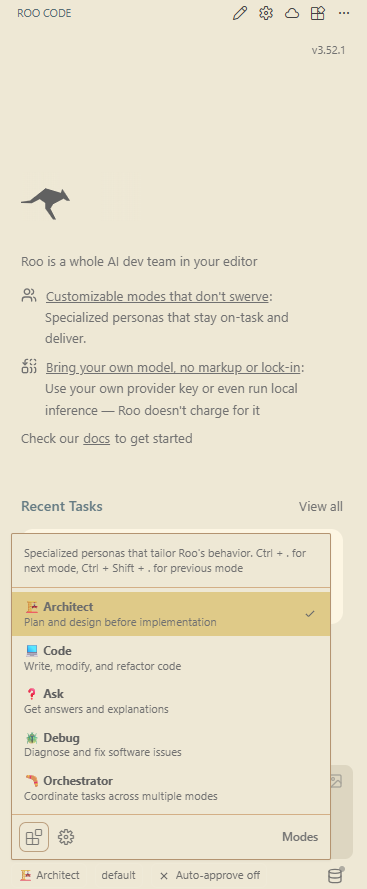 ROO CODE
v3.52.1
Roo is a whole AI dev team in your editor
Customizable modes that don't swerve:
Specialized personas that stay on-task and
deliver.
Bring your own model, no markup or lock-in:
Use your own provider key or even run local
inference — Roo doesn't charge for it
Check our docs to get started
Recent Tasks View all
Specialized personas that tailor Roo's behavior. Ctrl + . for
next mode, Ctrl + Shift + . for previous mode
Architect
Plan and design before implementation
Code
Write, modify, and refactor code
Ask
Get answers and explanations
Debug
Diagnose and fix software issues
Orchestrator
Coordinate tasks across multiple modes
Modes
Architect default Auto-approve off